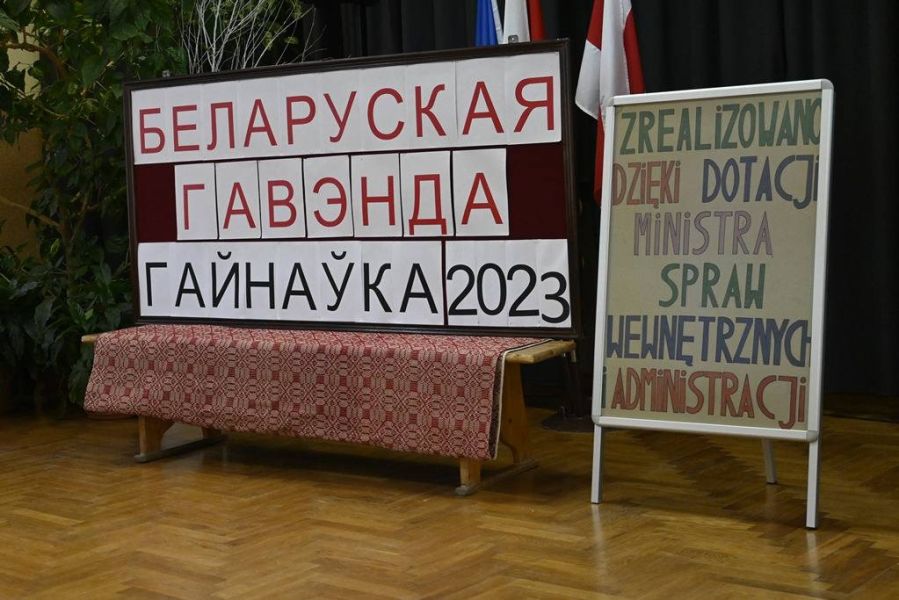 БЕЛАРУСКАЯ
ГАВЭНДА
ГАЙНАЎКА 2023
ZREALIZOWANO
DZIĘKI DOTACJI
MINISTRA
SPRAW
WEWNĘTRZNYCH
I ADMINISTRACJI